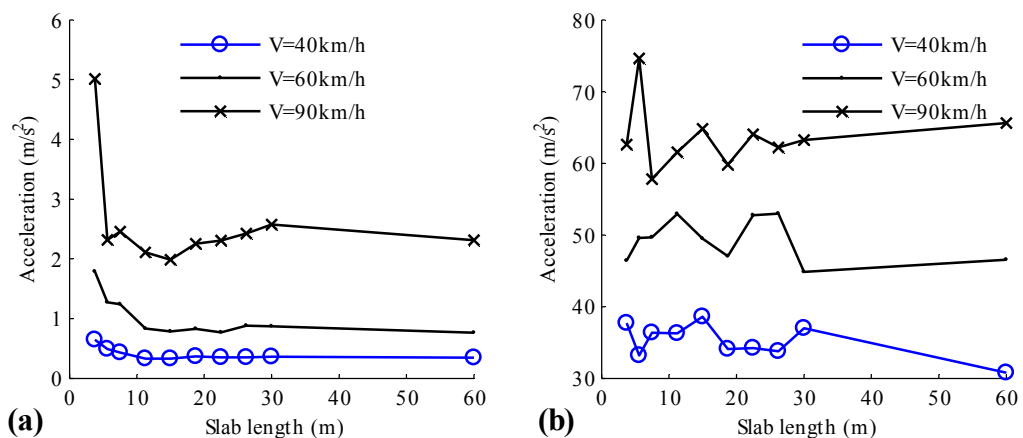 6
5
4
3
2
1
0
Acceleration (m/s²)
V=40km/h
V=60km/h
V=90km/h
0 10 20 30 40 50 60
Slab length (m)
(a)
80
70
60
50
40
30
Acceleration (m/s²)
V=40km/h
V=60km/h
V=90km/h
0 10 20 30 40 50 60
Slab length (m)
(b)